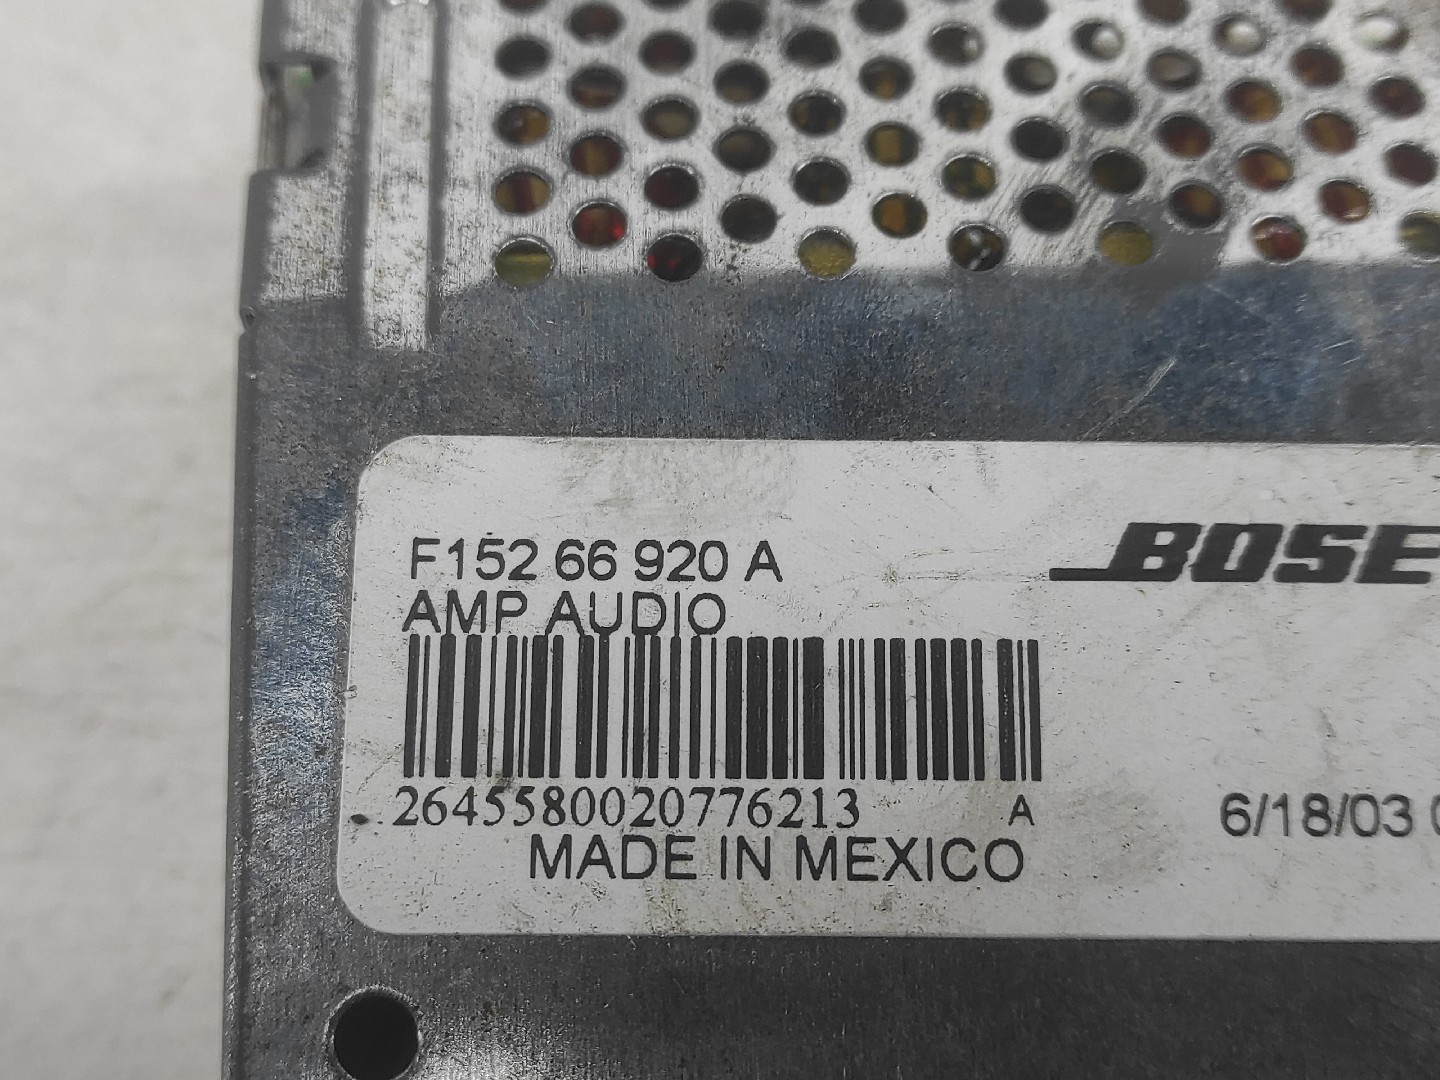 F152 66 920 A
BOSE
AMP AUDIO
2645580020776213 A
6/18/03
MADE IN MEXICO